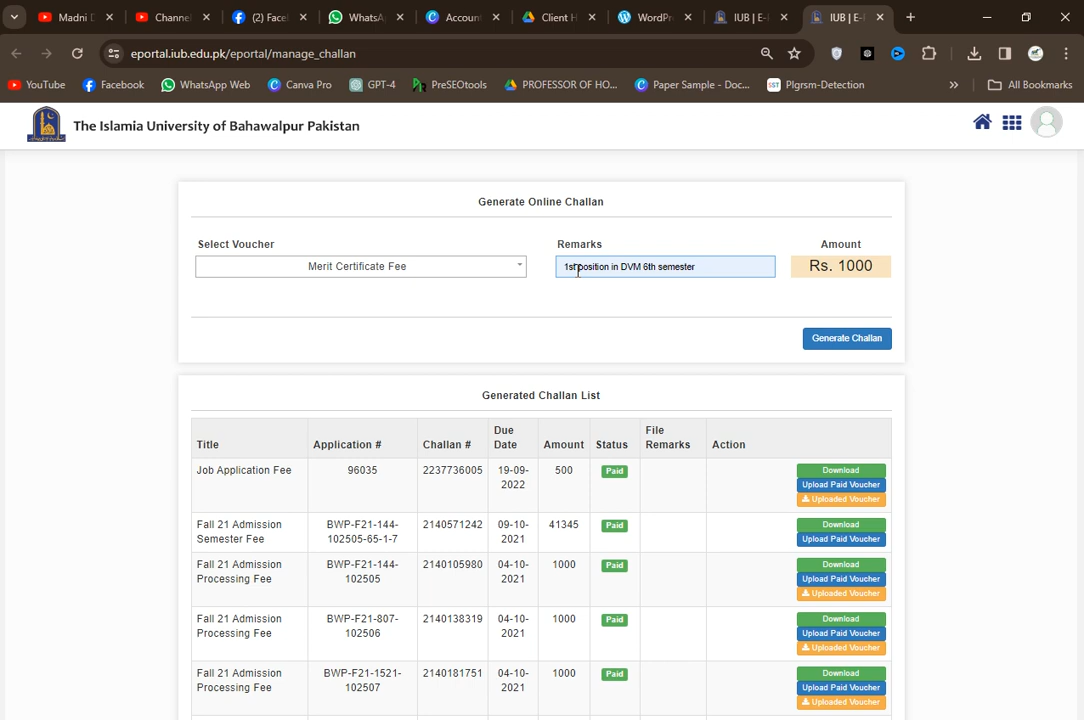 Madni D
Channel
(2) Face
WhatsA
Account
Client H
WordPr
IUB | E-
IUB | E-
eportal.iub.edu.pk/eportal/manage_challan
YouTube
Facebook
WhatsApp Web
Canva Pro
GPT-4
PreSEOtools
PROFESSOR OF HO...
Paper Sample - Doc...
Plgrsm-Detection
»
All Bookmarks
The Islamia University of Bahawalpur Pakistan
Generate Online Challan
Select Voucher
Remarks
Amount
Merit Certificate Fee
1st position in DVM 6th semester
Rs. 1000
Generate Challan
Generated Challan List
Title Application # Challan # Due Date Amount Status File Remarks Action
Job Application Fee 96035 2237736005 19-09-2022 500 Paid
Download
Upload Paid Voucher
Uploaded Voucher
Fall 21 Admission Semester Fee BWP-F21-144-102505-65-1-7 2140571242 09-10-2021 41345 Paid
Download
Upload Paid Voucher
Fall 21 Admission Processing Fee BWP-F21-144-102505 2140105980 04-10-2021 1000 Paid
Download
Upload Paid Voucher
Uploaded Voucher
Fall 21 Admission Processing Fee BWP-F21-807-102506 2140138319 04-10-2021 1000 Paid
Download
Upload Paid Voucher
Uploaded Voucher
Fall 21 Admission Processing Fee BWP-F21-1521-102507 2140181751 04-10-2021 1000 Paid
Download
Upload Paid Voucher
Uploaded Voucher